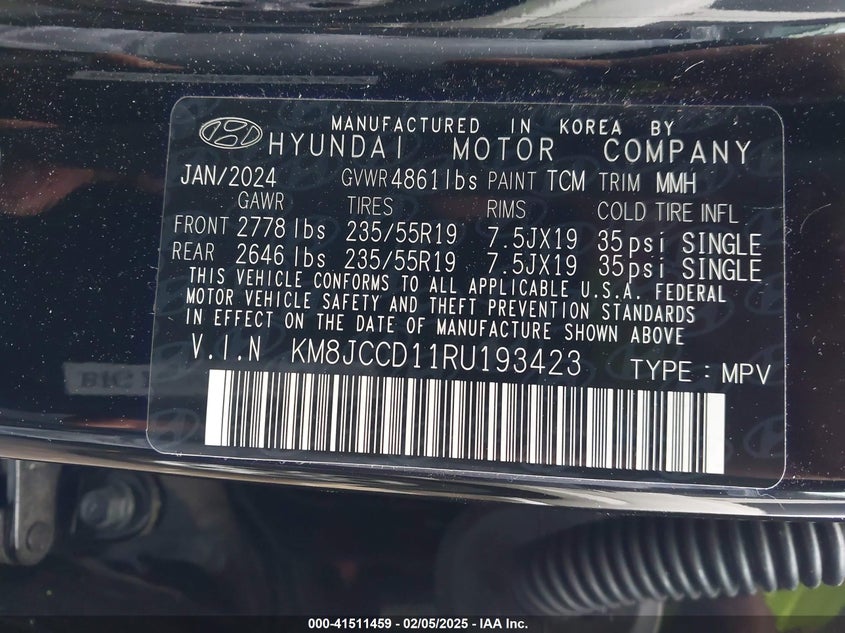 MANUFACTURED IN KOREA BY
HYUNDAI MOTOR COMPANY
JAN/2024 GVWR 4861lbs PAINT TCM TRIM MMH
GAWR TIRES RIMS COLD TIRE INFL
FRONT 2778 lbs 235/55R19 7.5JX19 35psi SINGLE
REAR 2646 lbs 235/55R19 7.5JX19 35psi SINGLE
THIS VEHICLE CONFORMS TO ALL APPLICABLE U.S.A. FEDERAL
MOTOR VEHICLE SAFETY AND THEFT PREVENTION STANDARDS
IN EFFECT ON THE DATE OF MANUFACTURE SHOWN ABOVE
V.I.N KM8JCCD11RU193423 TYPE : MPV
000-41511459 - 02/05/2025 - IAA Inc.